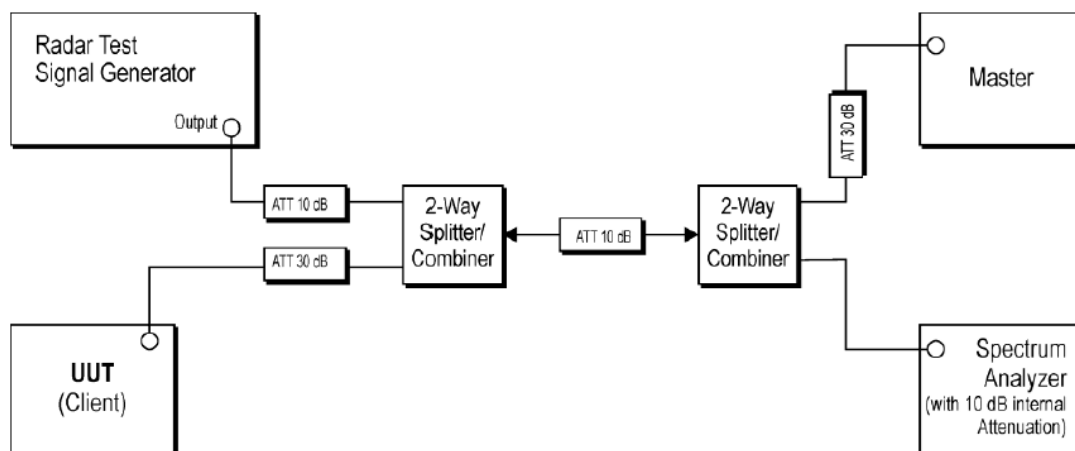 Radar Test
Signal Generator
Output
Master
ATT 30 dB
ATT 10 dB
2-Way
Splitter/
Combiner
ATT 10 dB
2-Way
Splitter/
Combiner
ATT 30 dB
UUT
(Client)
Spectrum
Analyzer
(with 10 dB internal
Attenuation)